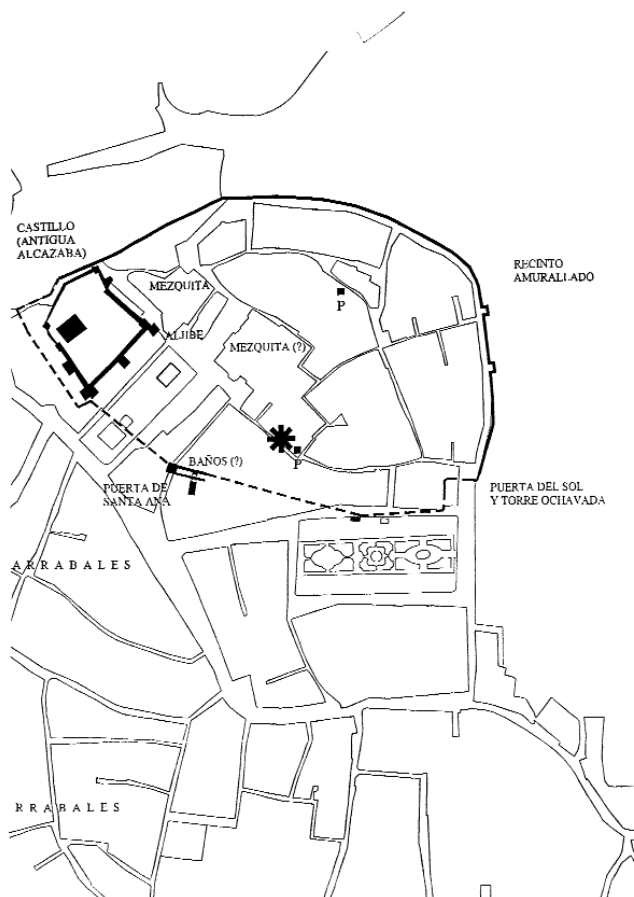 CASTILLO
(ANTIGUA
ALCAZABA)
RECINTO
AMURALLADO
MEZQUITA
P
ALJIBE
MEZQUITA (?)
BAÑOS (?)
P
PUERTA DE
SANTA ANA
PUERTA DEL SOL
Y TORRE OCHAVADA
ARRABALES
RRABALES